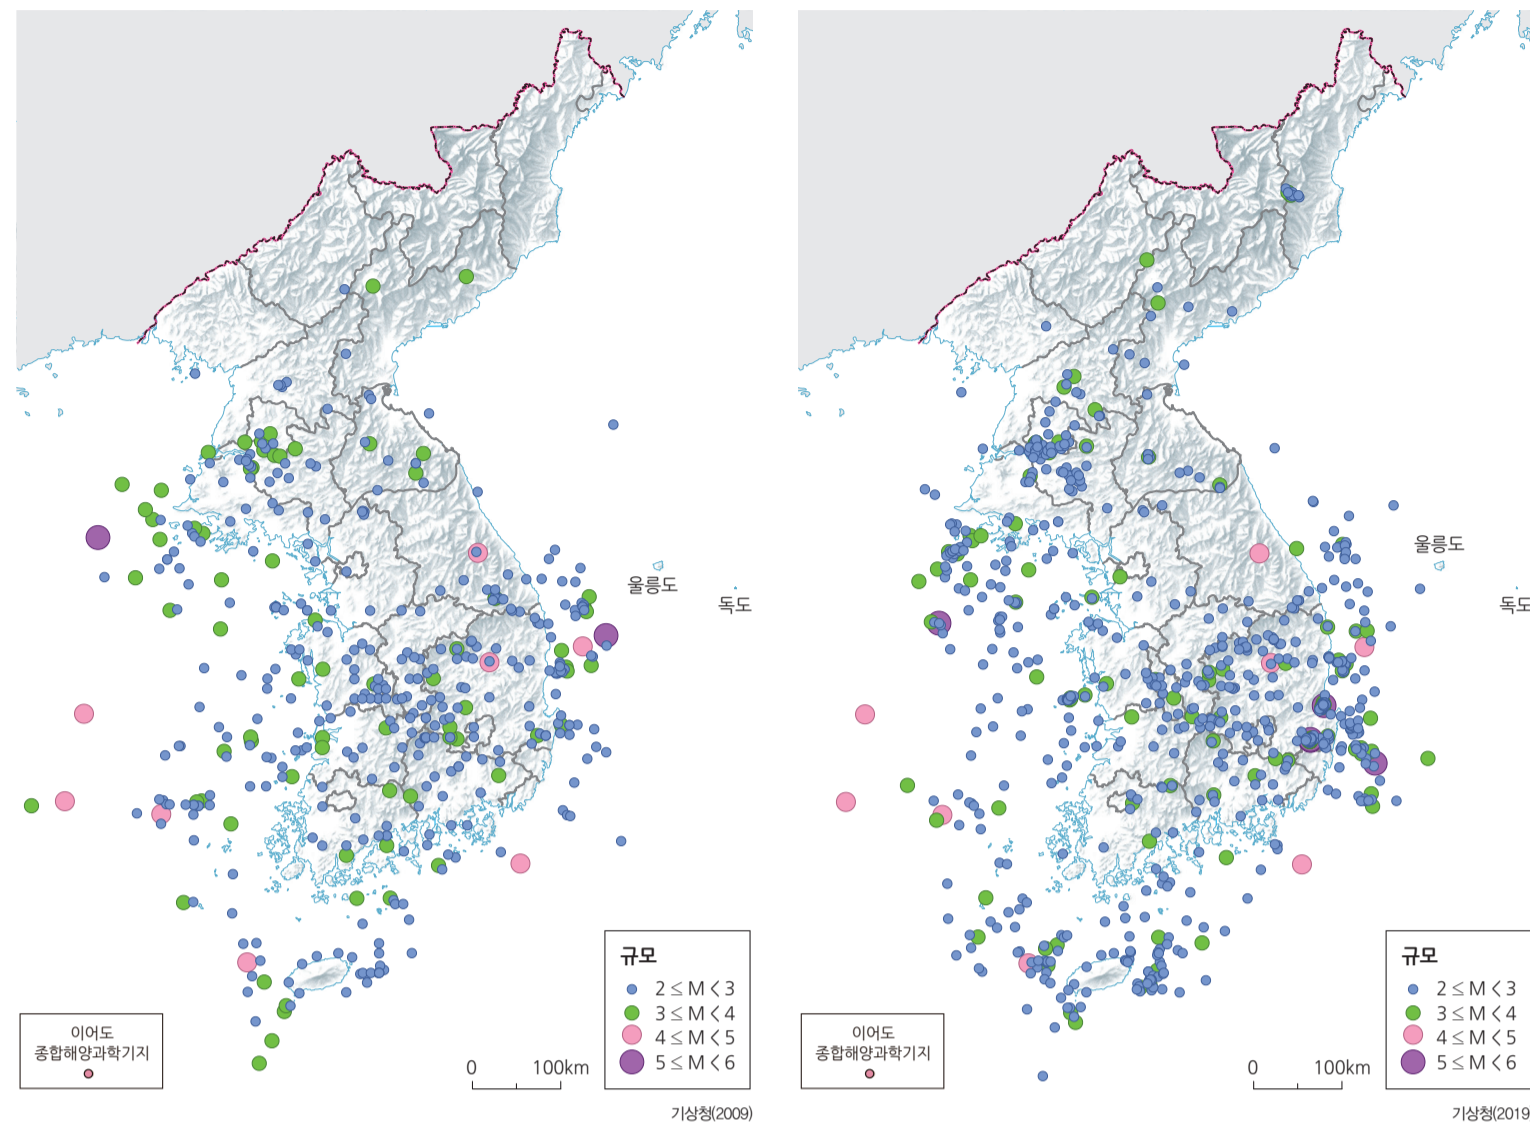 울릉도
독도
규모
2 ≤ M < 3
3 ≤ M < 4
4 ≤ M < 5
5 ≤ M < 6
이어도
종합해양과학기지
0 100km
기상청(2009)
울릉도
독도
규모
2 ≤ M < 3
3 ≤ M < 4
4 ≤ M < 5
5 ≤ M < 6
이어도
종합해양과학기지
0 100km
기상청(2019